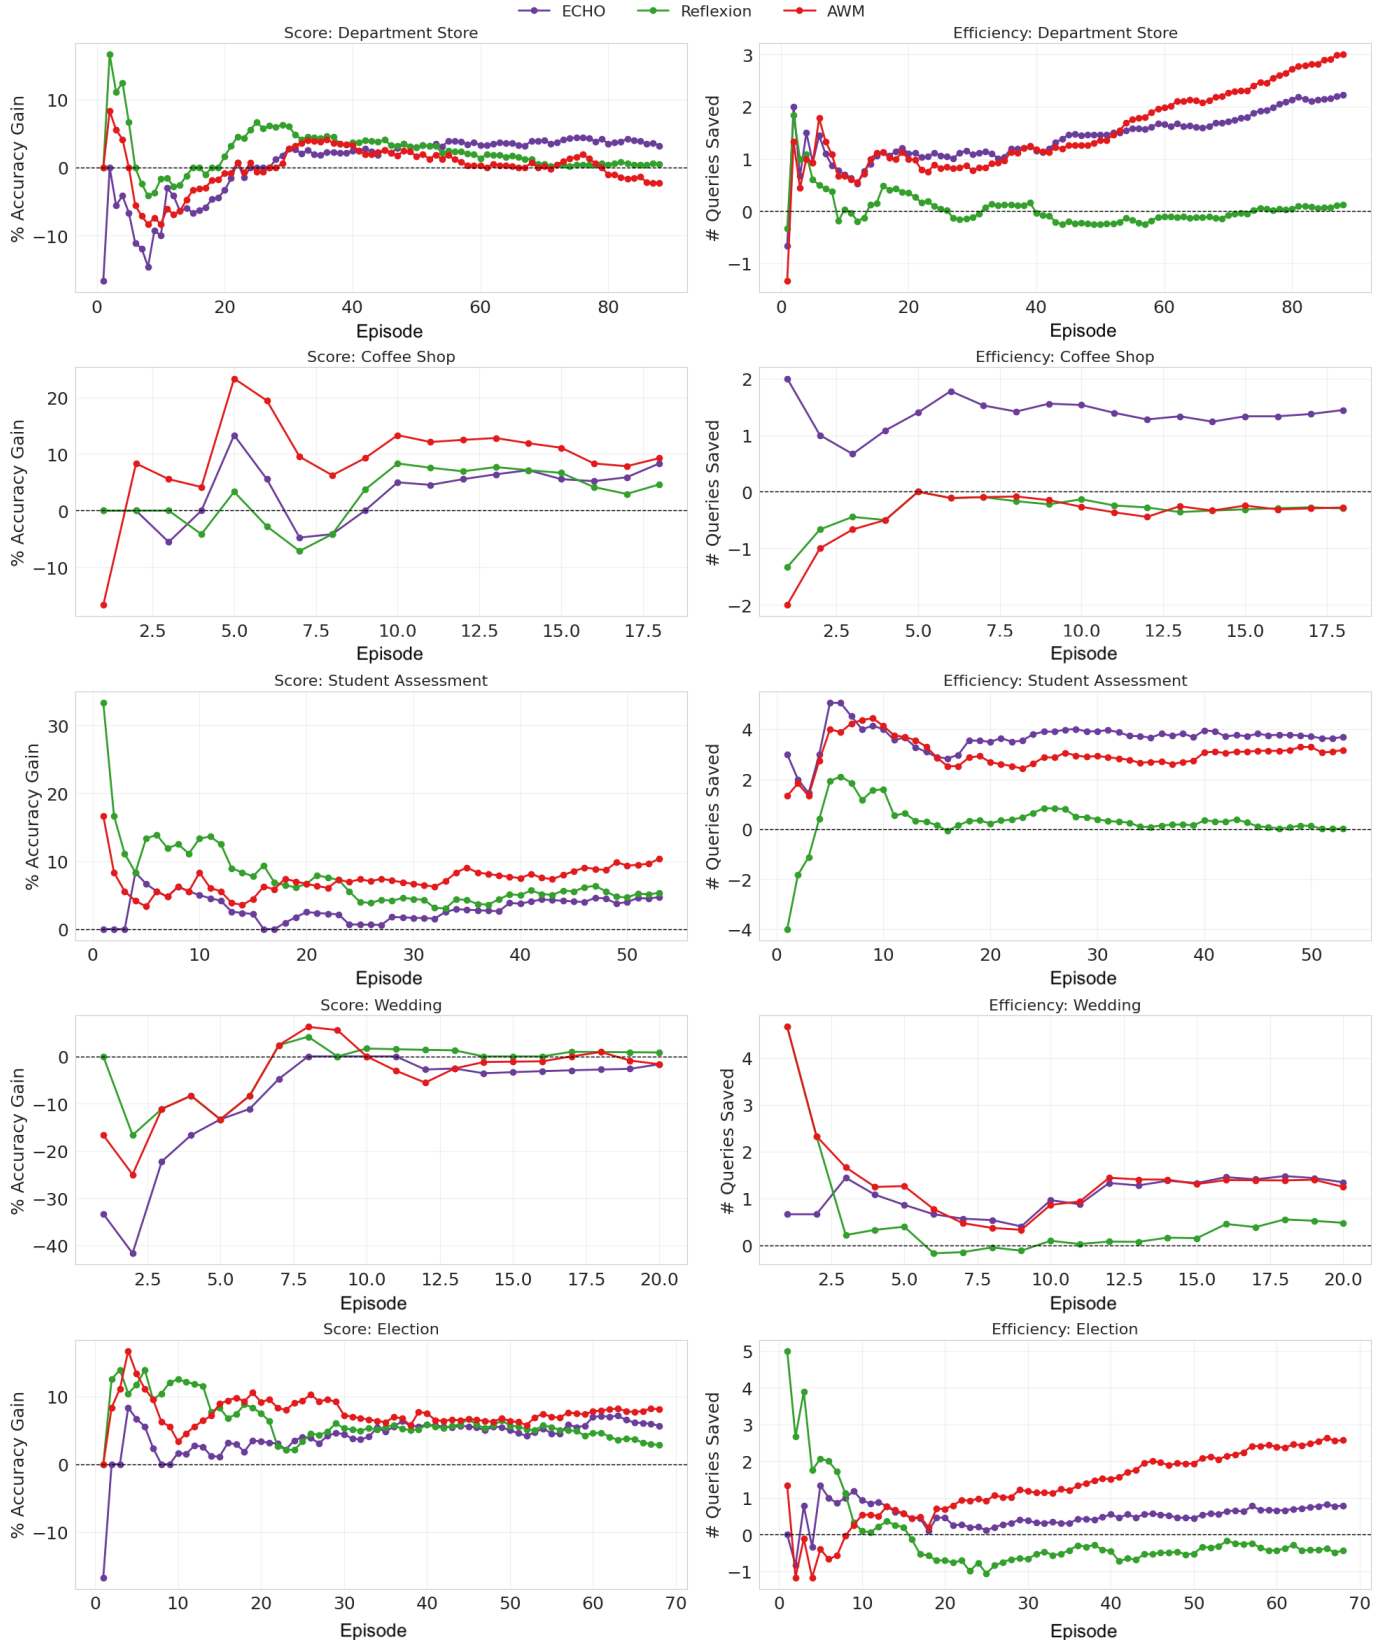 ECHO Reflexion AWM
Score: Department Store
% Accuracy Gain
10
0
−10
0 20 40 60 80
Episode
Efficiency: Department Store
# Queries Saved
3
2
1
0
−1
0 20 40 60 80
Episode
Score: Coffee Shop
% Accuracy Gain
20
10
0
−10
2.5 5.0 7.5 10.0 12.5 15.0 17.5
Episode
Efficiency: Coffee Shop
# Queries Saved
2
1
0
−1
−2
2.5 5.0 7.5 10.0 12.5 15.0 17.5
Episode
Score: Student Assessment
% Accuracy Gain
30
20
10
0
0 10 20 30 40 50
Episode
Efficiency: Student Assessment
# Queries Saved
4
2
0
−2
−4
0 10 20 30 40 50
Episode
Score: Wedding
% Accuracy Gain
0
−10
−20
−30
−40
2.5 5.0 7.5 10.0 12.5 15.0 17.5 20.0
Episode
Efficiency: Wedding
# Queries Saved
4
3
2
1
0
2.5 5.0 7.5 10.0 12.5 15.0 17.5 20.0
Episode
Score: Election
% Accuracy Gain
10
0
−10
0 10 20 30 40 50 60 70
Episode
Efficiency: Election
# Queries Saved
5
4
3
2
1
0
−1
0 10 20 30 40 50 60 70
Episode